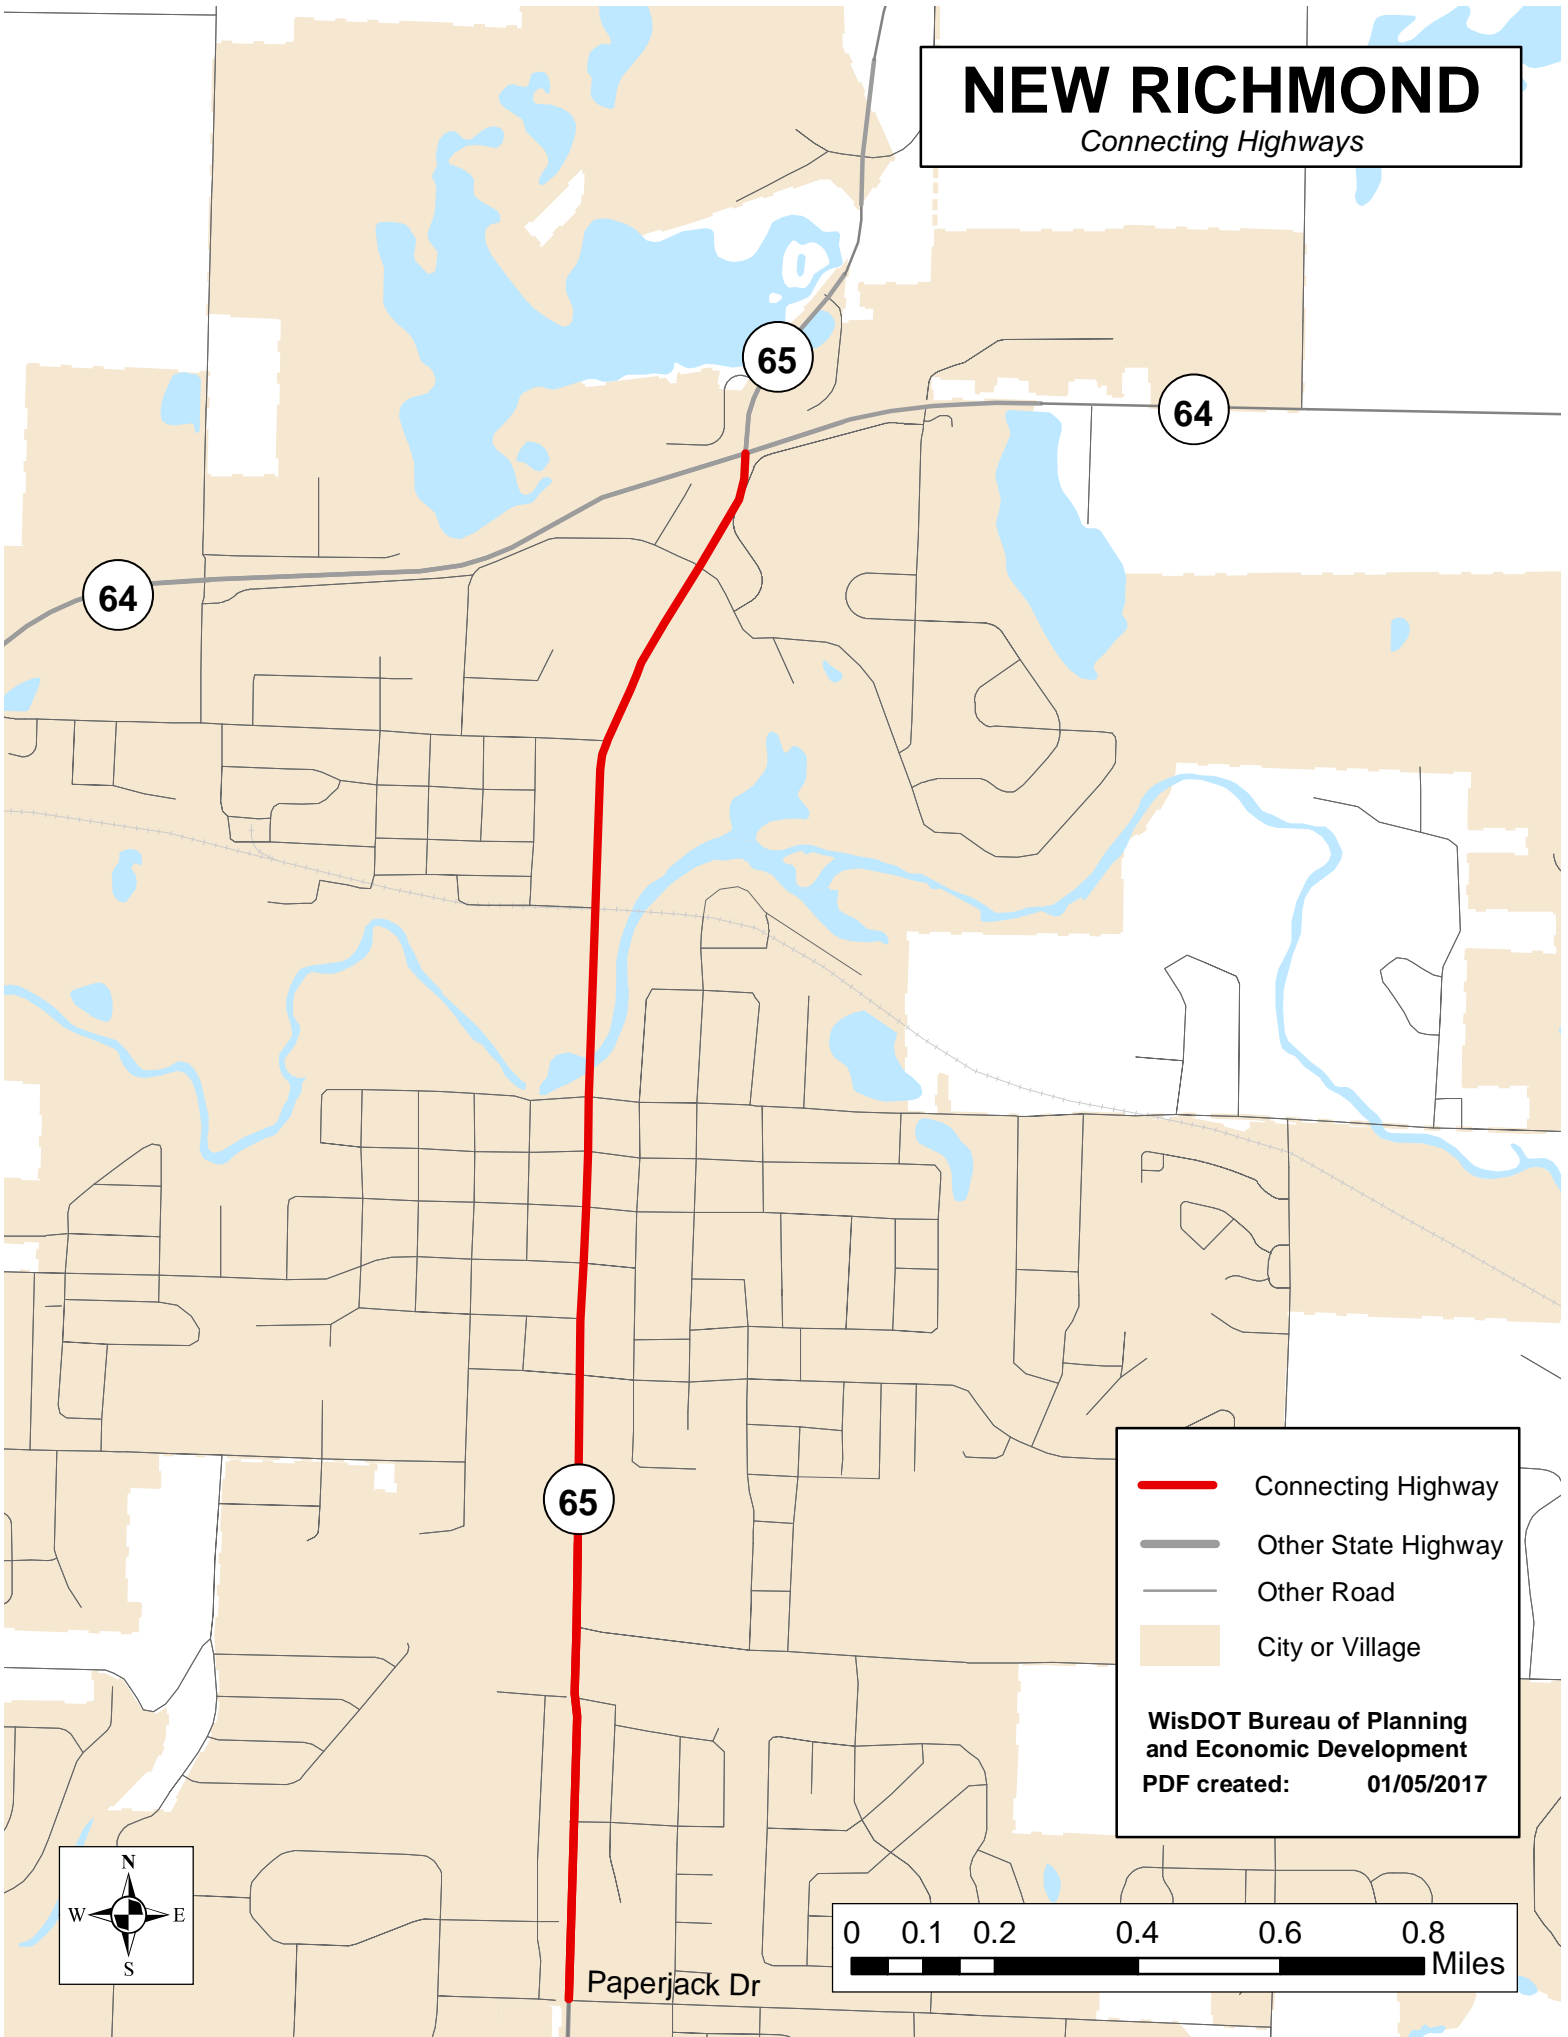 NEW RICHMOND
Connecting Highways
65
64
64
65
Connecting Highway
Other State Highway
Other Road
City or Village
WisDOT Bureau of Planning
and Economic Development
PDF created: 01/05/2017
N
W E
S
0 0.1 0.2 0.4 0.6 0.8
Miles
Paperjack Dr